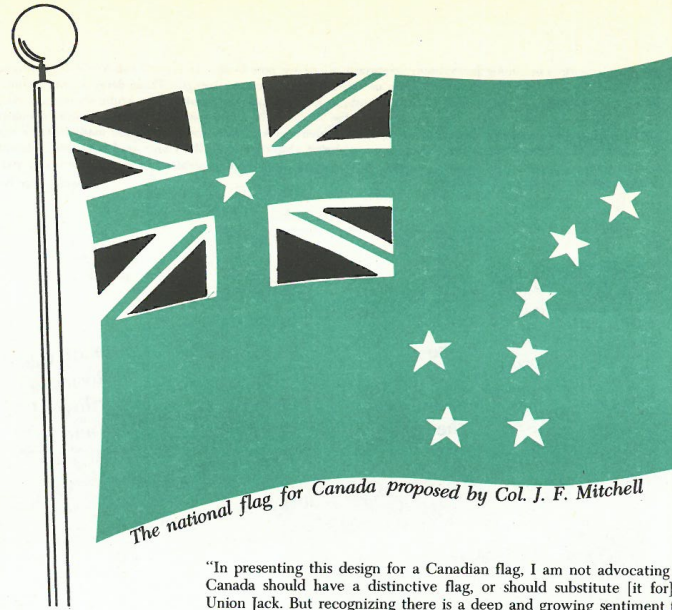 The national flag for Canada proposed by Col. J. F. Mitchell
“In presenting this design for a Canadian flag, I am not advocating
Canada should have a distinctive flag, or should substitute [it for]
Union Jack. But recognizing there is a deep and growing sentiment